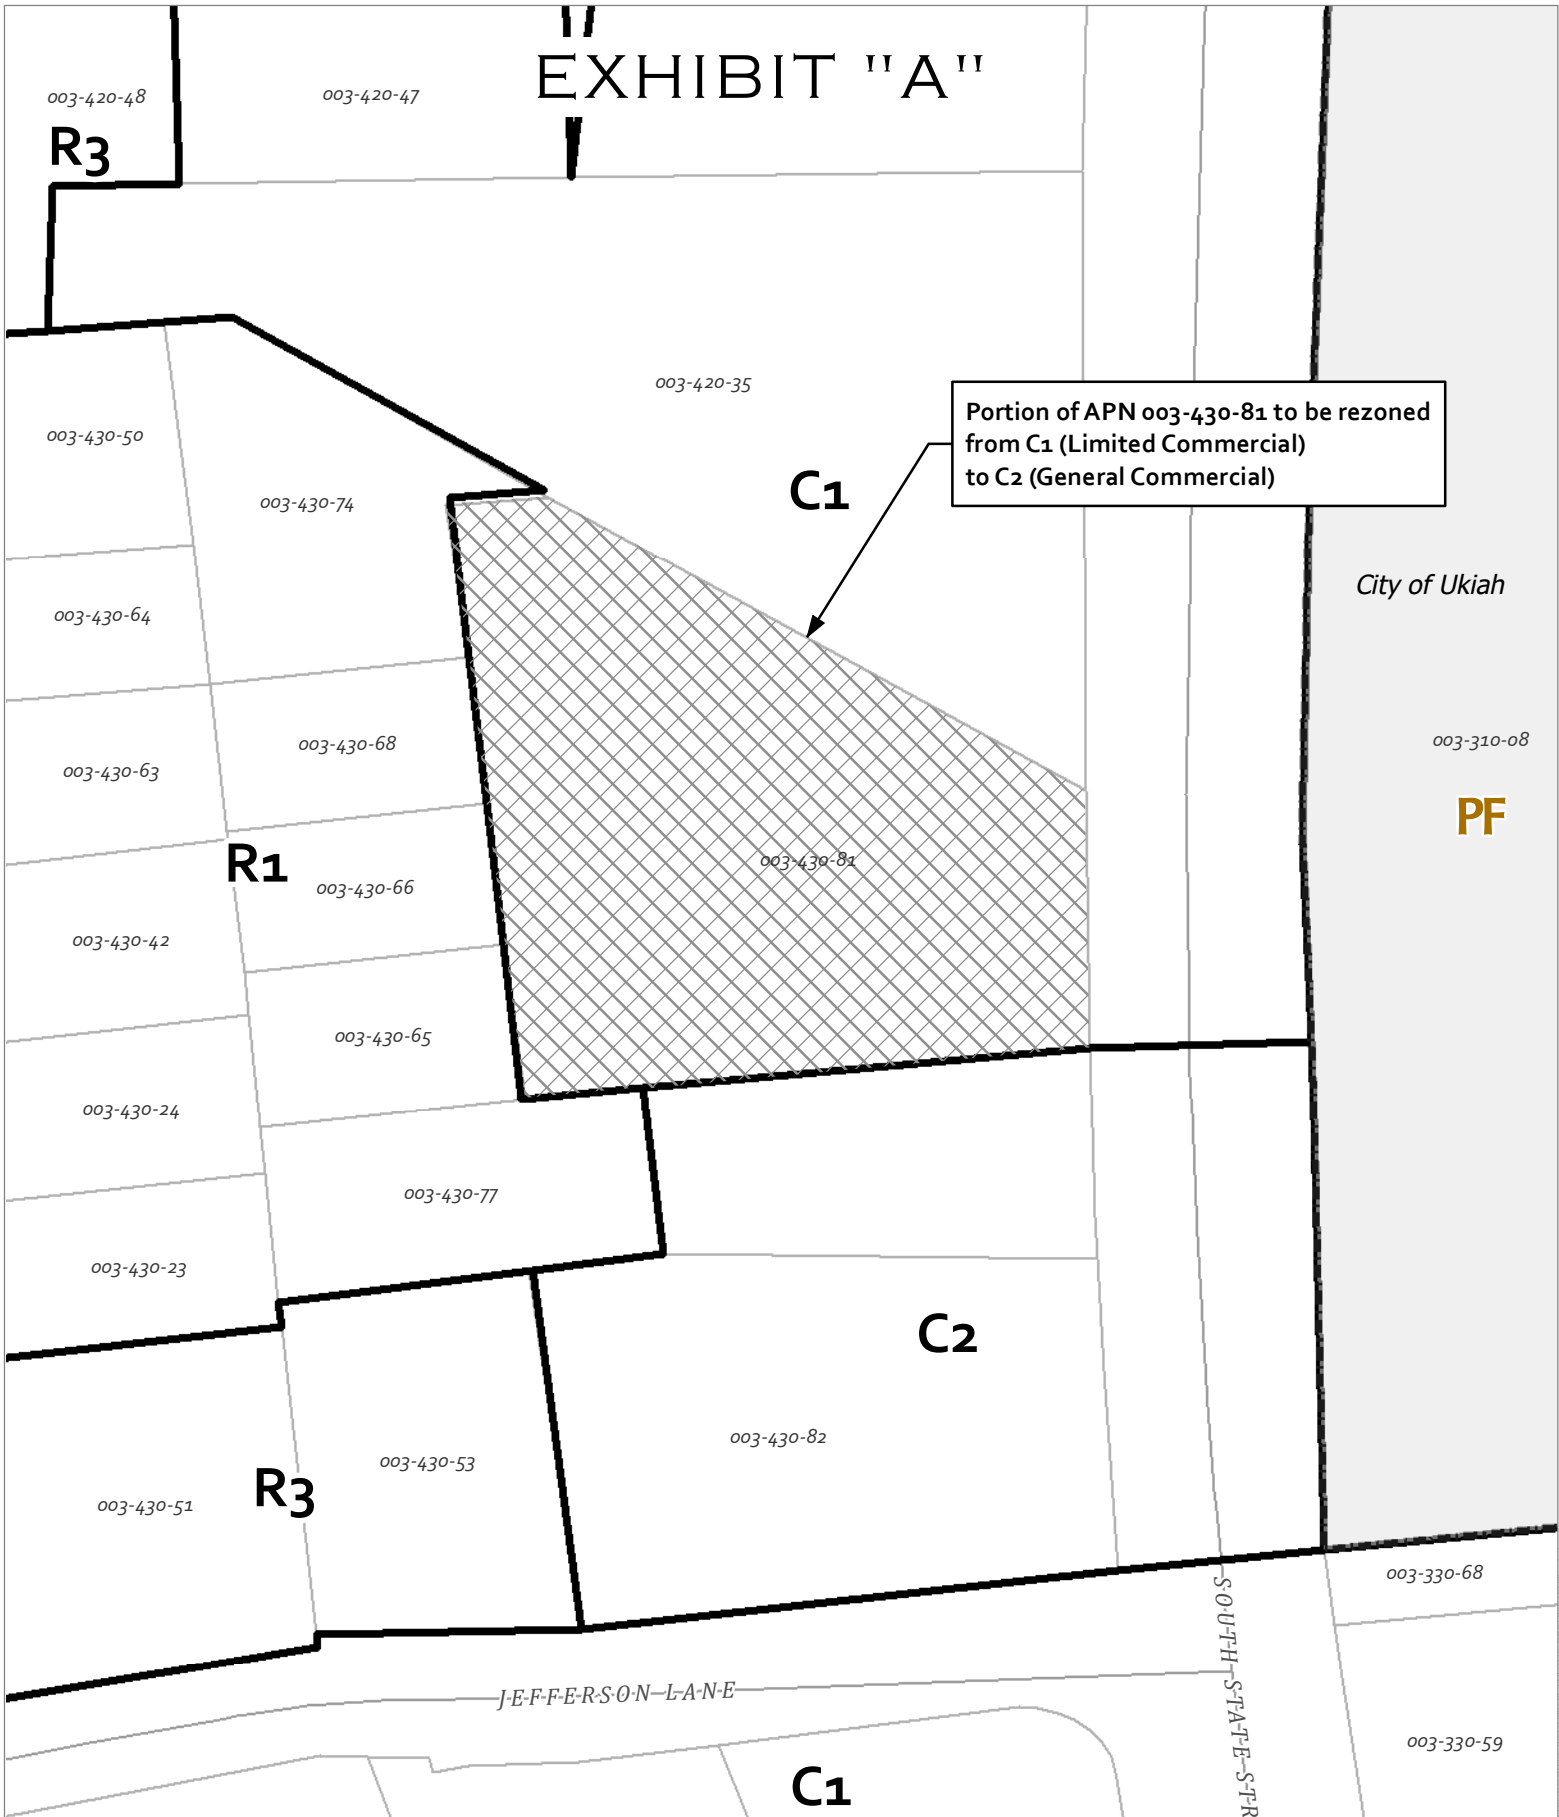 EXHIBIT "A"
003-420-48
003-420-47
R3
003-420-35
Portion of APN 003-430-81 to be rezoned
from C1 (Limited Commercial)
to C2 (General Commercial)
003-430-50
C1
003-430-74
City of Ukiah
003-430-64
003-310-08
003-430-68
003-430-63
PF
003-430-81
R1
003-430-66
003-430-42
003-430-65
003-430-24
003-430-77
003-430-23
C2
003-430-82
003-430-53
R3
003-430-51
003-330-68
SOUTH STATE STR
JEFFERSON LANE
003-330-59
C1